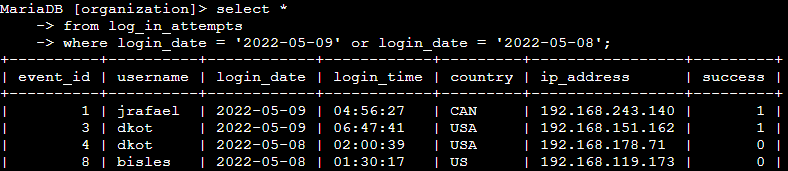 MariaDB [organization]> select *
    -> from log_in_attempts
    -> where login_date = '2022-05-09' or login_date = '2022-05-08';
+----------+----------+------------+------------+---------+-----------------+---------+
| event_id | username | login_date | login_time | country | ip_address      | success |
+----------+----------+------------+------------+---------+-----------------+---------+
|        1 | jrafael  | 2022-05-09 | 04:56:27   | CAN     | 192.168.243.140 |       1 |
|        3 | dkot     | 2022-05-09 | 06:47:41   | USA     | 192.168.151.162 |       1 |
|        4 | dkot     | 2022-05-08 | 02:00:39   | USA     | 192.168.178.71  |       0 |
|        8 | bisles   | 2022-05-08 | 01:30:17   | US      | 192.168.119.173 |       0 |